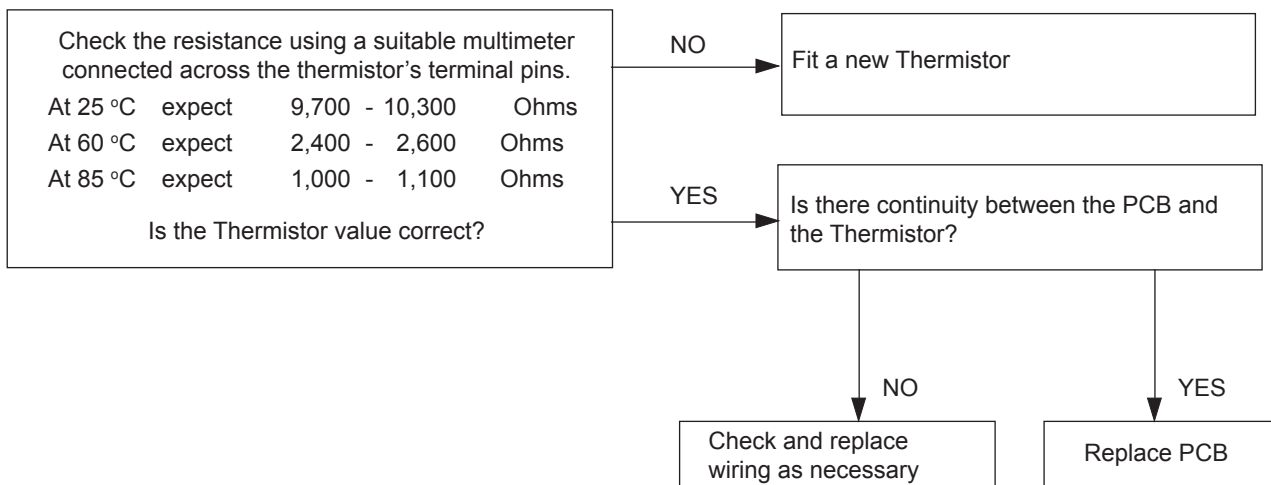 Check the resistance using a suitable multimeter
connected across the thermistor’s terminal pins.
At 25 °C expect 9,700 - 10,300 Ohms
At 60 °C expect 2,400 - 2,600 Ohms
At 85 °C expect 1,000 - 1,100 Ohms
Is the Thermistor value correct?
NO
Fit a new Thermistor
YES
Is there continuity between the PCB and
the Thermistor?
NO
Check and replace
wiring as necessary
YES
Replace PCB